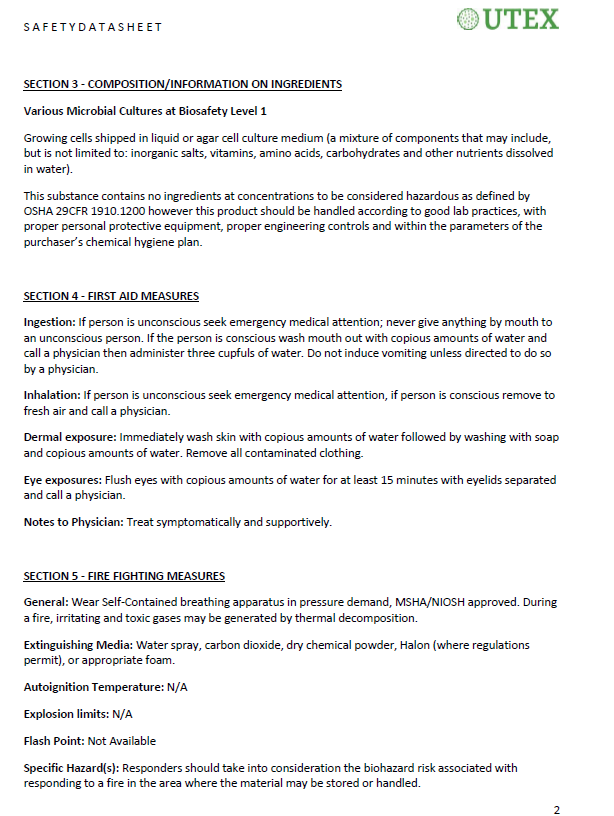 SAFETYDATASHEET
UTEX
SECTION 3 - COMPOSITION/INFORMATION ON INGREDIENTS
Various Microbial Cultures at Biosafety Level 1
Growing cells shipped in liquid or agar cell culture medium (a mixture of components that may include,
but is not limited to: inorganic salts, vitamins, amino acids, carbohydrates and other nutrients dissolved
in water).
This substance contains no ingredients at concentrations to be considered hazardous as defined by
OSHA 29CFR 1910.1200 however this product should be handled according to good lab practices, with
proper personal protective equipment, proper engineering controls and within the parameters of the
purchaser’s chemical hygiene plan.
SECTION 4 - FIRST AID MEASURES
Ingestion: If person is unconscious seek emergency medical attention; never give anything by mouth to
an unconscious person. If the person is conscious wash mouth out with copious amounts of water and
call a physician then administer three cupfuls of water. Do not induce vomiting unless directed to do so
by a physician.
Inhalation: If person is unconscious seek emergency medical attention, if person is conscious remove to
fresh air and call a physician.
Dermal exposure: Immediately wash skin with copious amounts of water followed by washing with soap
and copious amounts of water. Remove all contaminated clothing.
Eye exposures: Flush eyes with copious amounts of water for at least 15 minutes with eyelids separated
and call a physician.
Notes to Physician: Treat symptomatically and supportively.
SECTION 5 - FIRE FIGHTING MEASURES
General: Wear Self-Contained breathing apparatus in pressure demand, MSHA/NIOSH approved. During
a fire, irritating and toxic gases may be generated by thermal decomposition.
Extinguishing Media: Water spray, carbon dioxide, dry chemical powder, Halon (where regulations
permit), or appropriate foam.
Autoignition Temperature: N/A
Explosion limits: N/A
Flash Point: Not Available
Specific Hazard(s): Responders should take into consideration the biohazard risk associated with
responding to a fire in the area where the material may be stored or handled.
2